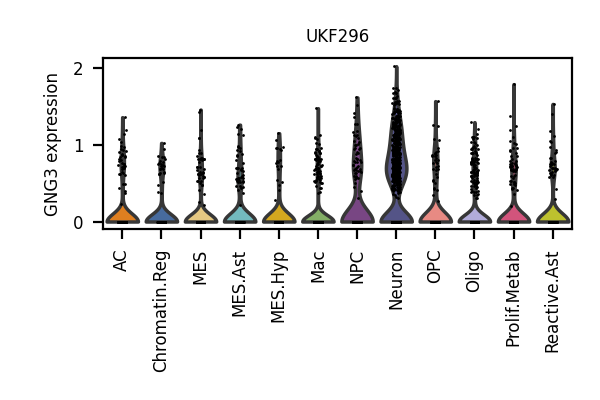 UKF296
GNG3 expression
2
1
0
AC
Chromatin.Reg
MES
MES.Ast
MES.Hyp
Mac
NPC
Neuron
OPC
Oligo
Prolif.Metab
Reactive.Ast